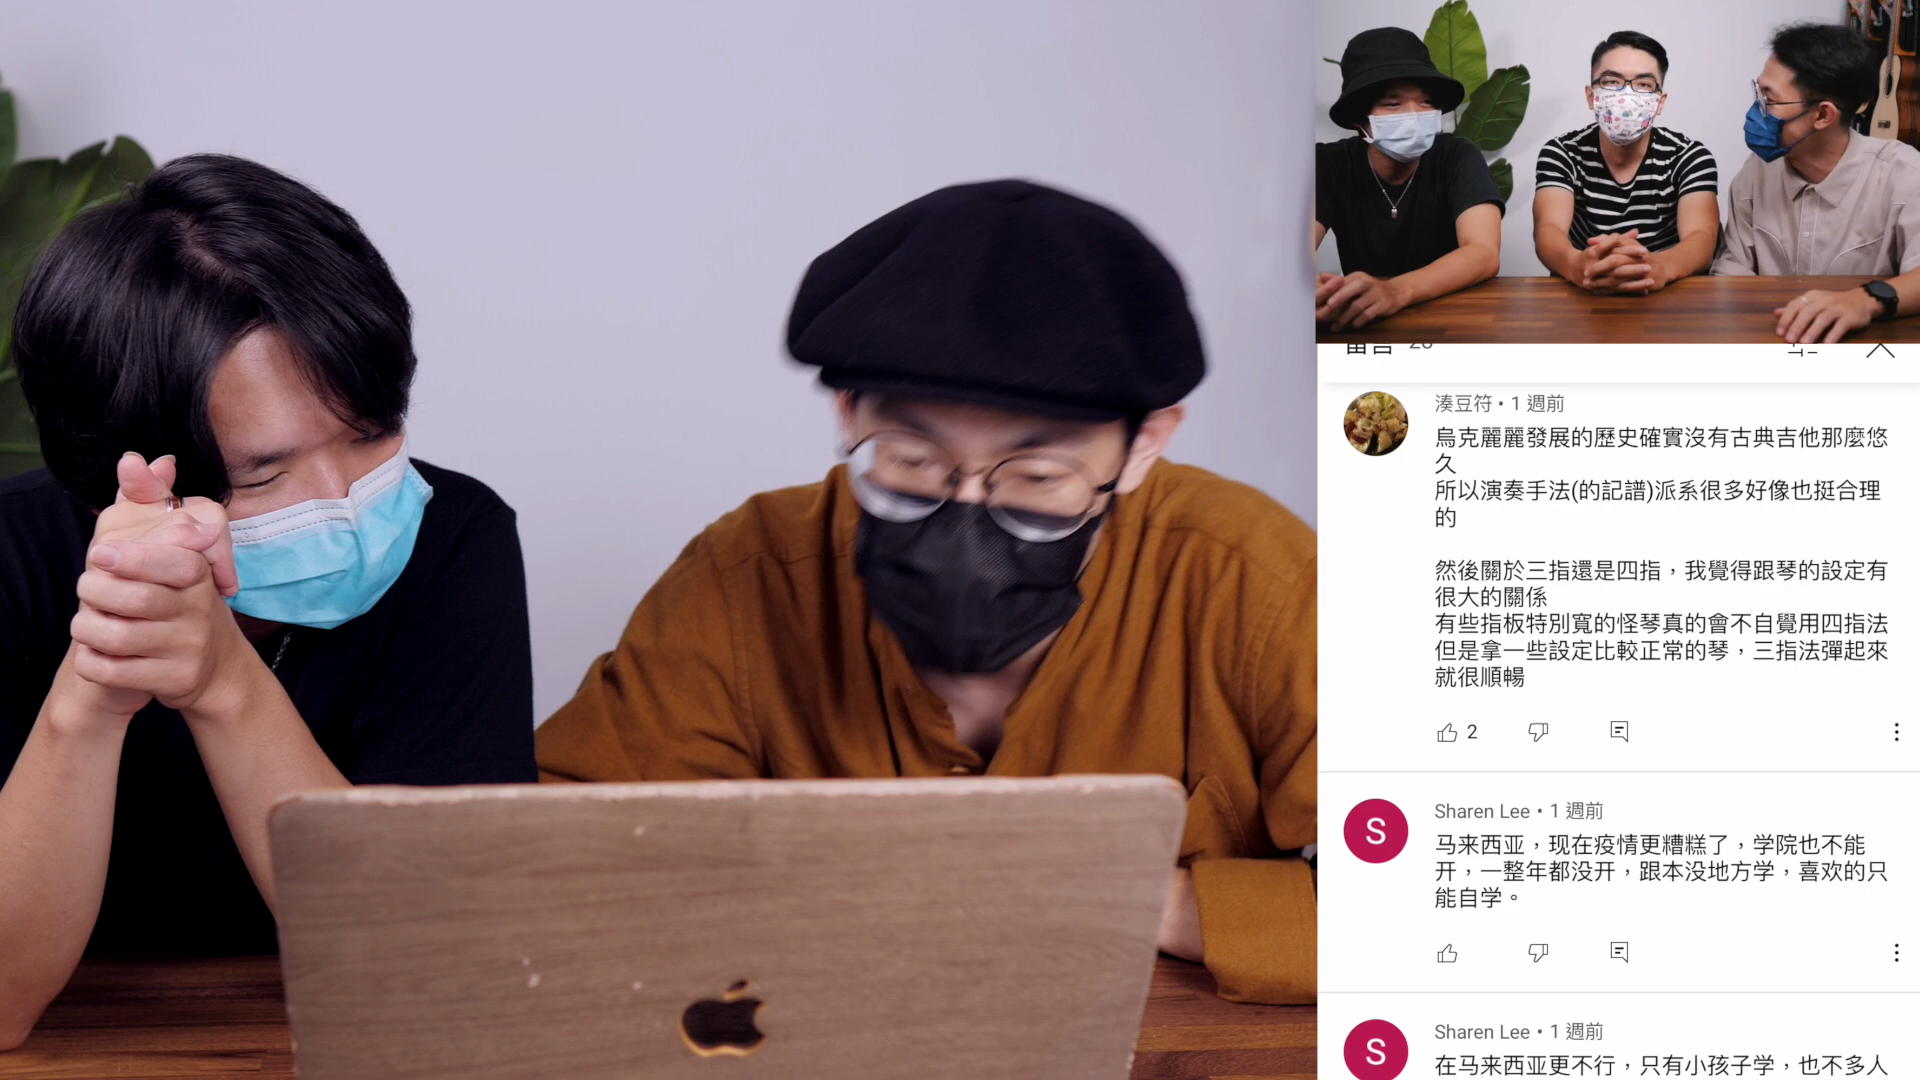 留言 28
湊豆符 • 1 週前
烏克麗麗發展的歷史確實沒有古典吉他那麼悠
久
所以演奏手法(的記譜)派系很多好像也挺合理
的
然後關於三指還是四指，我覺得跟琴的設定有
很大的關係
有些指板特別寬的怪琴真的會不自覺用四指法
但是拿一些設定比較正常的琴，三指法彈起來
就很順暢
2
Sharen Lee • 1 週前
马来西亚，现在疫情更糟糕了，学院也不能
开，一整年都没开，跟本没地方学，喜欢的只
能自学。
Sharen Lee • 1 週前
在马来西亚更不行，只有小孩子学，也不多人